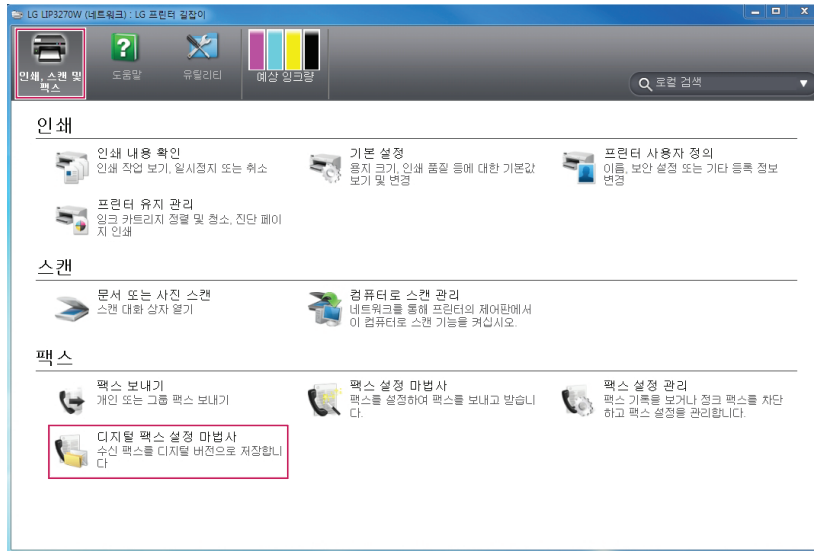 LG LIP3270W (네트워크) : LG 프린터 길잡이
인쇄, 스캔 및
팩스
도움말
유틸리티
예상 잉크량
로컬 검색
인쇄
인쇄 내용 확인
인쇄 작업 보기, 일시정지 또는 취소
기본 설정
용지 크기, 인쇄 품질 등에 대한 기본값
보기 및 변경
프린터 사용자 정의
이름, 보안 설정 또는 기타 등록 정보
변경
프린터 유지 관리
잉크 카트리지 정렬 및 청소, 진단 페이
지 인쇄
스캔
문서 또는 사진 스캔
스캔 대화 상자 열기
컴퓨터로 스캔 관리
네트워크를 통해 프린터의 제어판에서
이 컴퓨터로 스캔 기능을 켜십시오.
팩스
팩스 보내기
개인 또는 그룹 팩스 보내기
팩스 설정 마법사
팩스를 설정하여 팩스를 보내고 받습니
다.
팩스 설정 관리
팩스 기록을 보거나 정크 팩스를 차단
하고 팩스 설정을 관리합니다.
디지털 팩스 설정 마법사
수신 팩스를 디지털 버전으로 저장합니
다